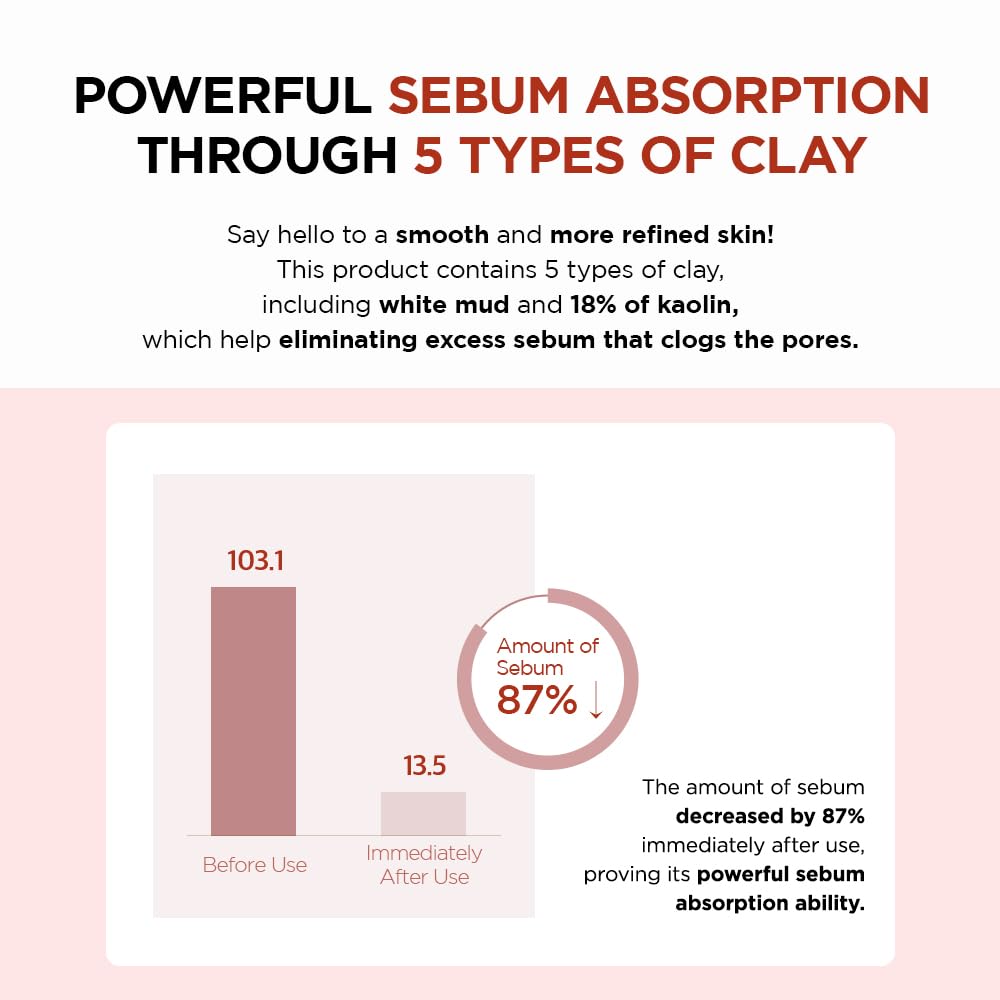 POWERFUL SEBUM ABSORPTION
THROUGH 5 TYPES OF CLAY
Say hello to a smooth and more refined skin!
This product contains 5 types of clay,
including white mud and 18% of kaolin,
which help eliminating excess sebum that clogs the pores.
103.1
13.5
Before Use
Immediately
After Use
Amount of
Sebum
87% ↓
The amount of sebum
decreased by 87%
immediately after use,
proving its powerful sebum
absorption ability.